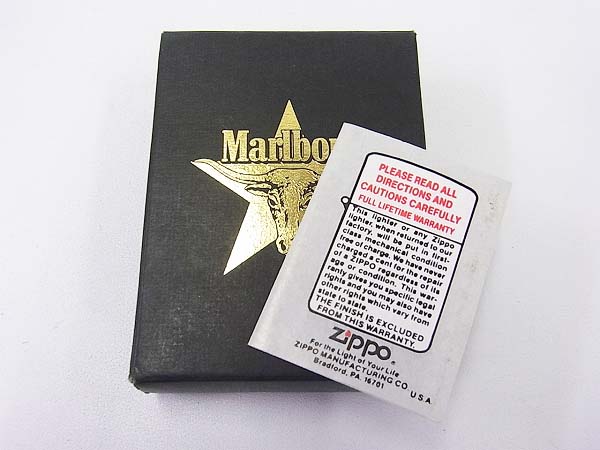 Marlboro
PLEASE READ ALL
DIRECTIONS AND
CAUTIONS CAREFULLY
FULL LIFETIME WARRANTY
This lighter or any Zippo
lighter, when returned to our
factory, will be put in first-
class mechanical condition
free of charge. We have never
charged a cent for the repair
of a ZIPPO regardless of its
age or condition. This war-
ranty gives you specific legal
rights and you may also have
other rights which vary from
state to state.
THE FINISH IS EXCLUDED
FROM THIS WARRANTY.
Zippo®
For the Light of Your Life
ZIPPO MANUFACTURING CO
Bradford, PA. 16701 U.S.A.